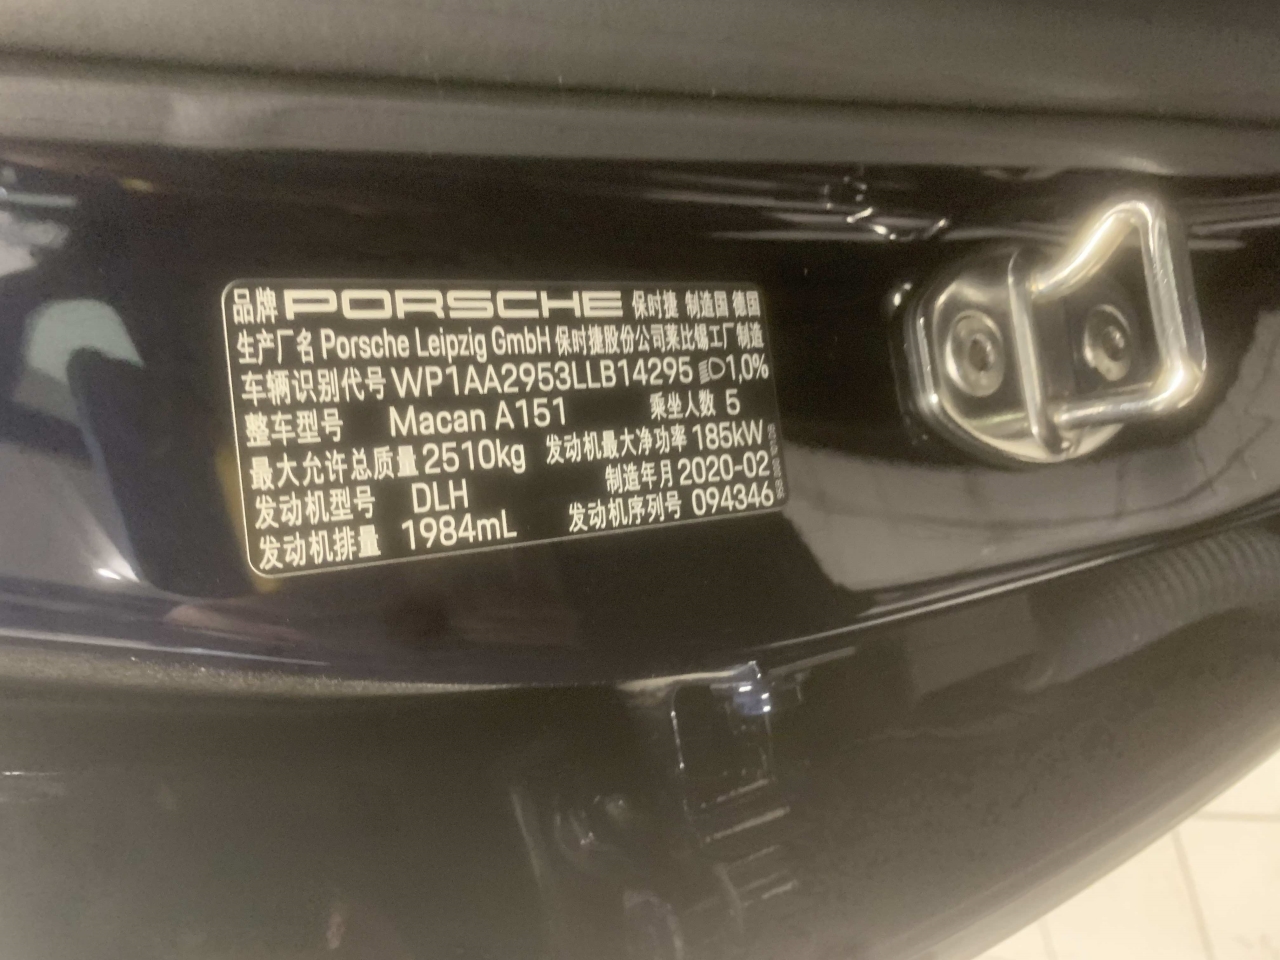 品牌 PORSCHE 保时捷 制造国 德国
生产厂名 Porsche Leipzig GmbH 保时捷股份公司莱比锡工厂制造
车辆识别代号 WP1AA2953LLB14295 1,0%
整车型号 Macan A151 乘坐人数 5
最大允许总质量 2510kg 发动机最大净功率 185kW
发动机型号 DLH 制造年月 2020-02
发动机排量 1984mL 发动机序列号 094346